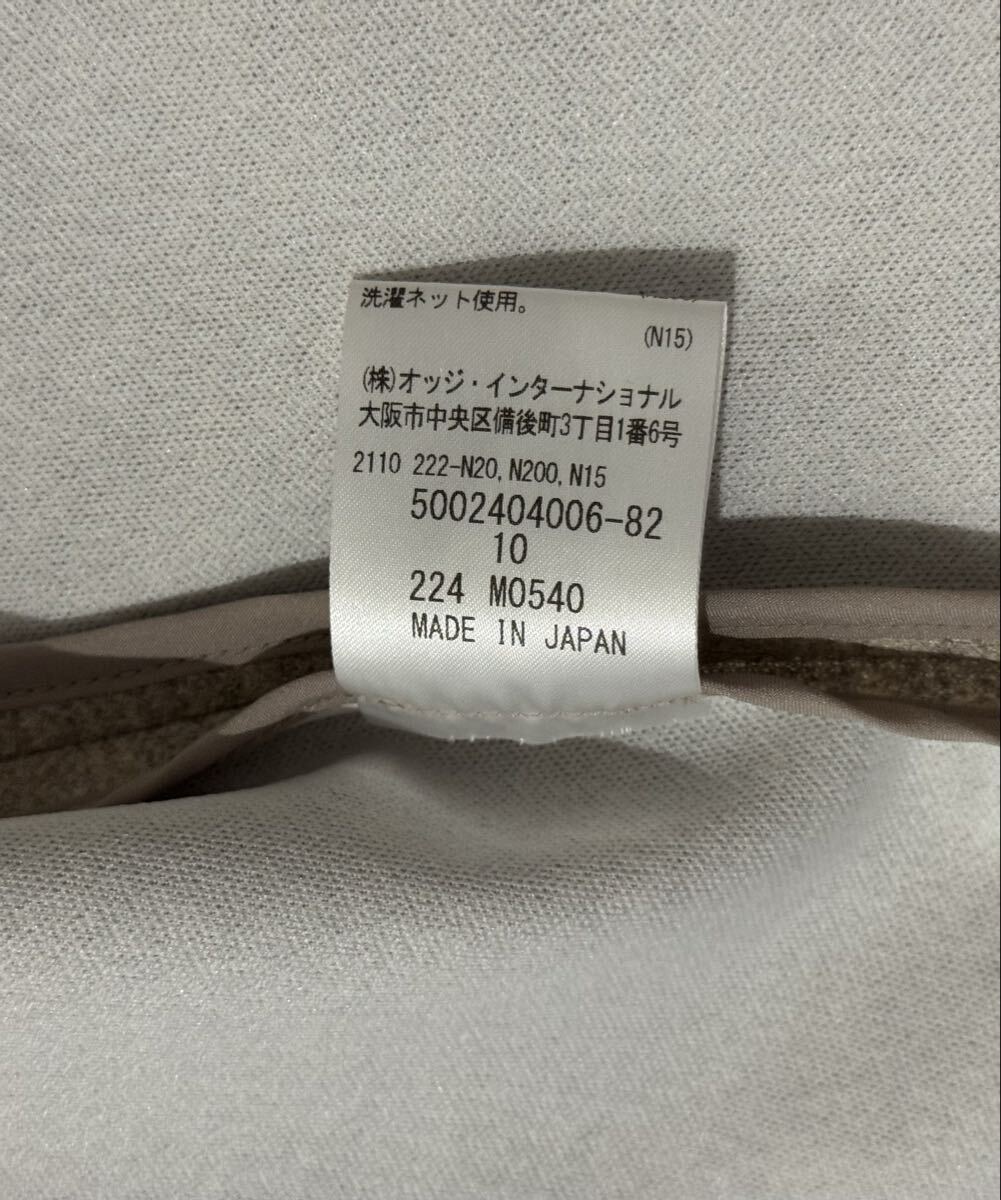 洗濯ネット使用。
(N15)
(株)オッジ・インターナショナル
大阪市中央区備後町3丁目1番6号
2110 222-N20,N200,N15
5002404006-82
10
224 M0540
MADE IN JAPAN